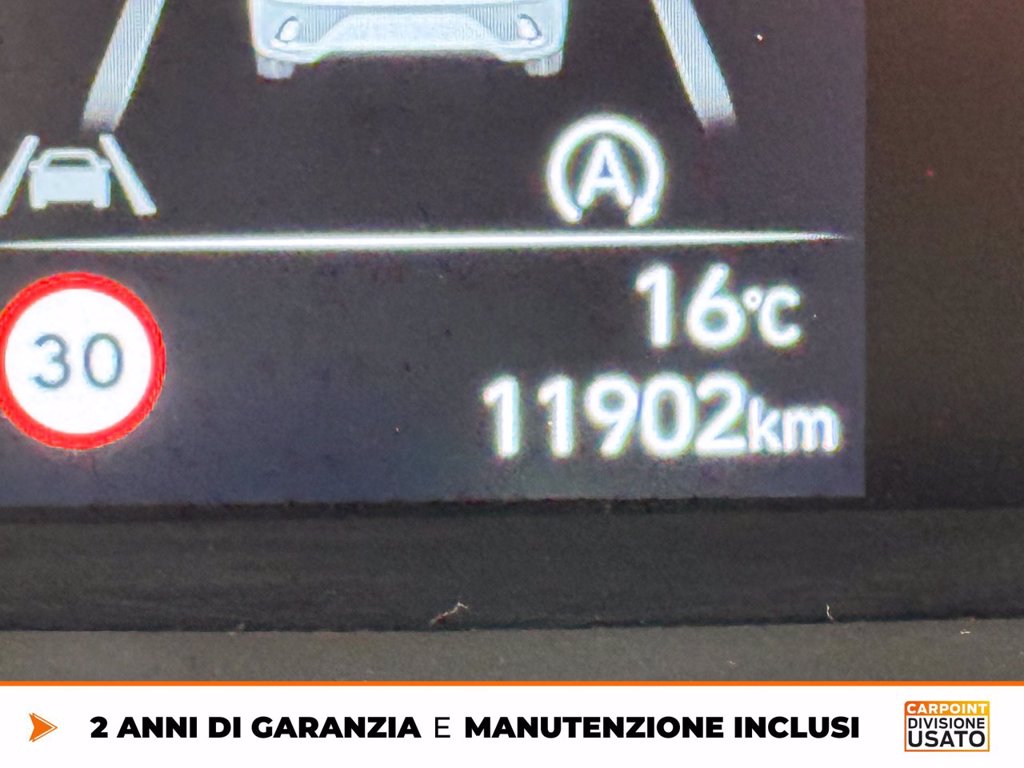 A
16°C
30
11902km
2 ANNI DI GARANZIA E MANUTENZIONE INCLUSI
CARPOINT
DIVISIONE
USATO